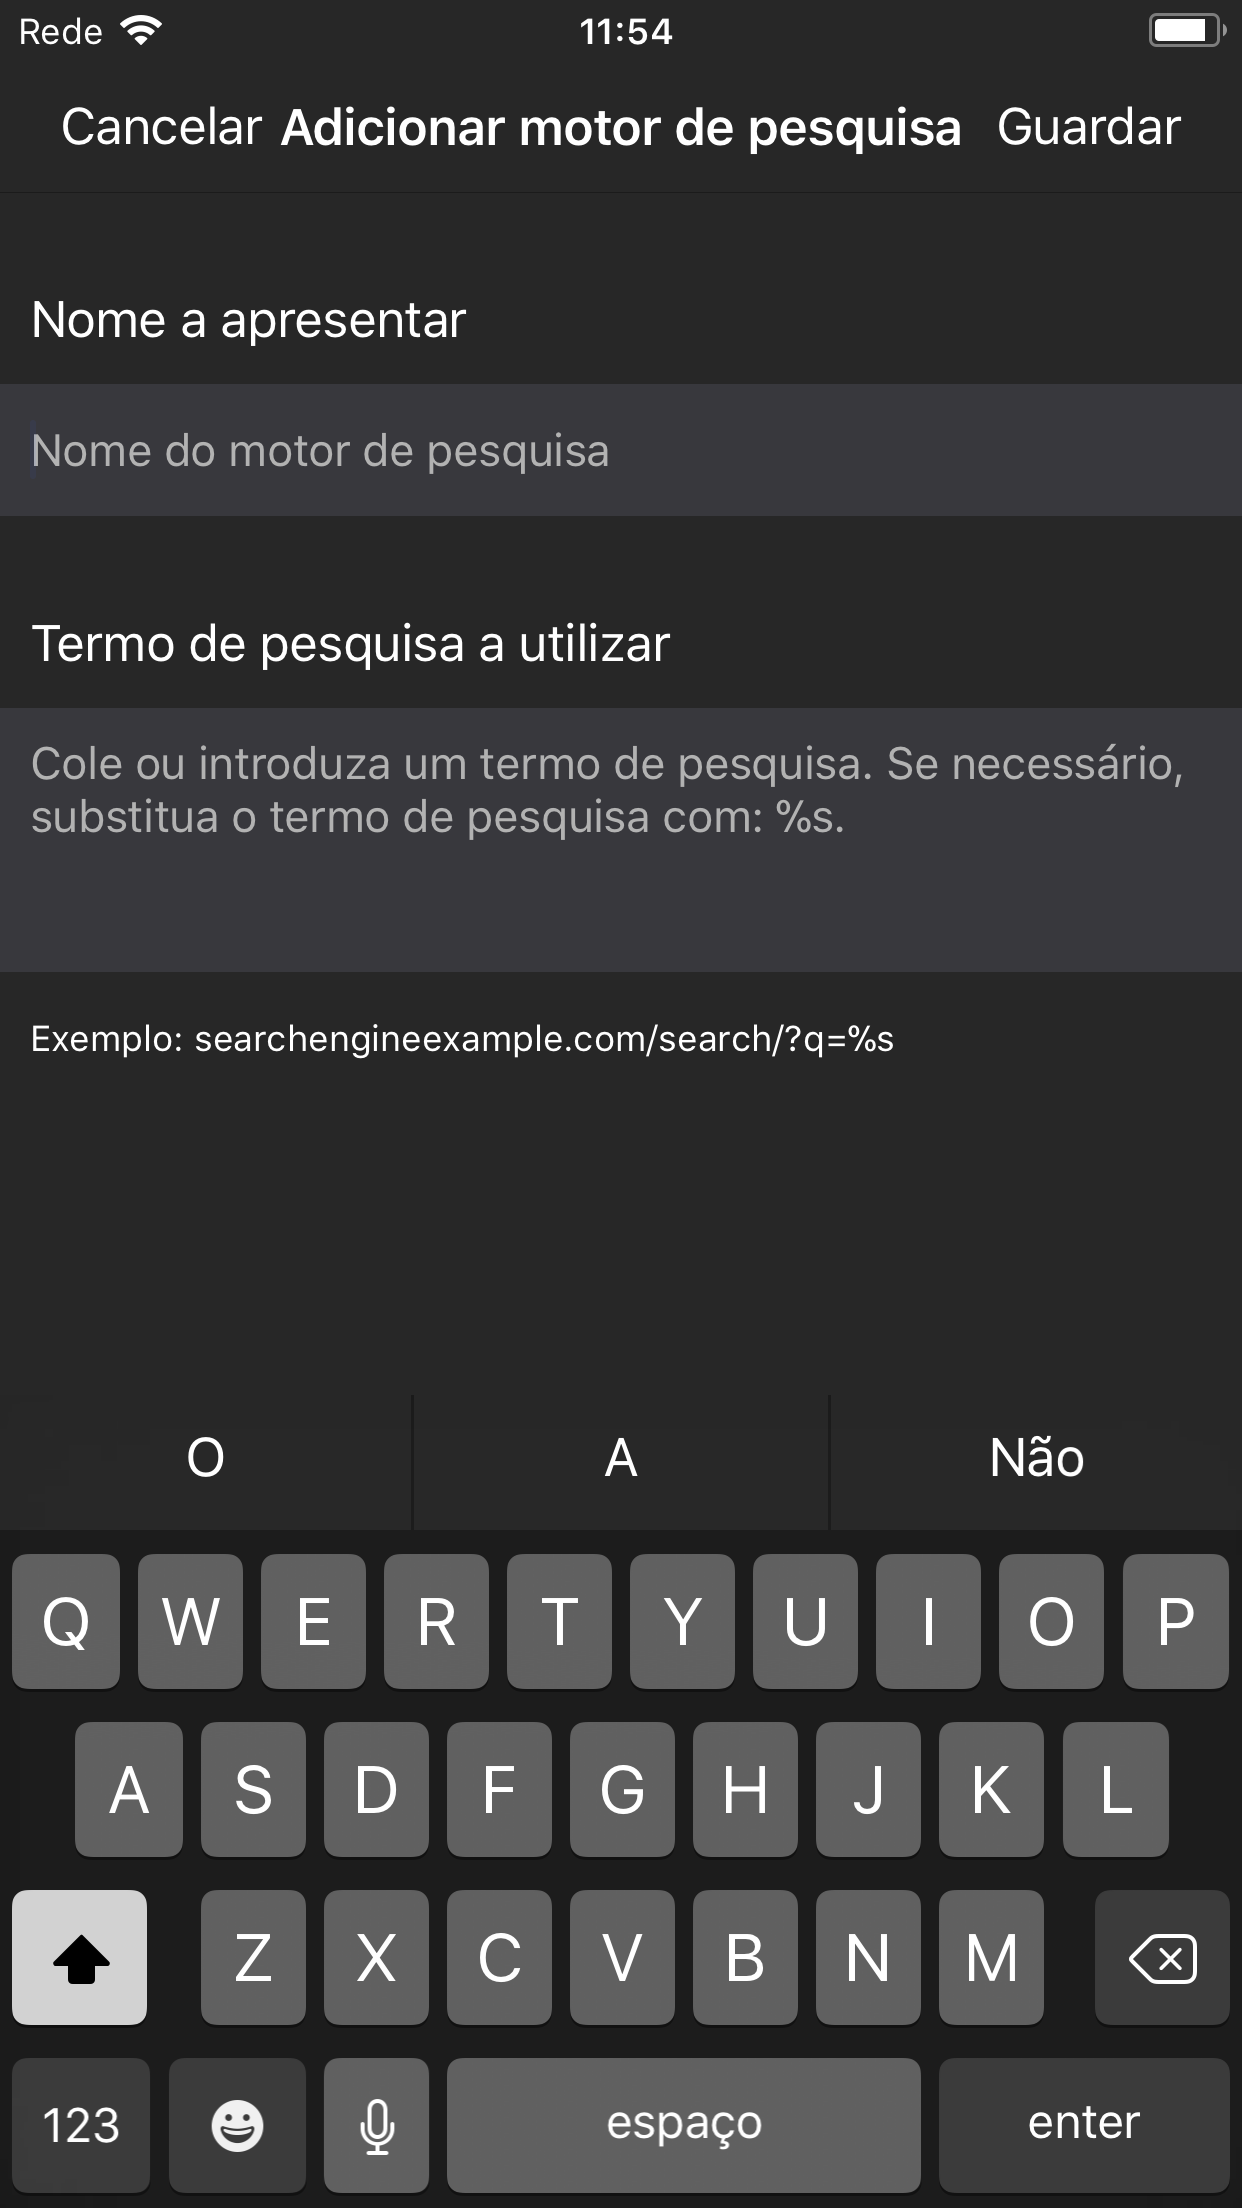 Rede 11:54
Cancelar Adicionar motor de pesquisa Guardar
Nome a apresentar
Nome do motor de pesquisa
Termo de pesquisa a utilizar
Cole ou introduza um termo de pesquisa. Se necessário,
substitua o termo de pesquisa com: %s.
Exemplo: searchengineexample.com/search/?q=%s
O A Não
Q W E R T Y U I O P
A S D F G H J K L
Z X C V B N M
123 espaço enter